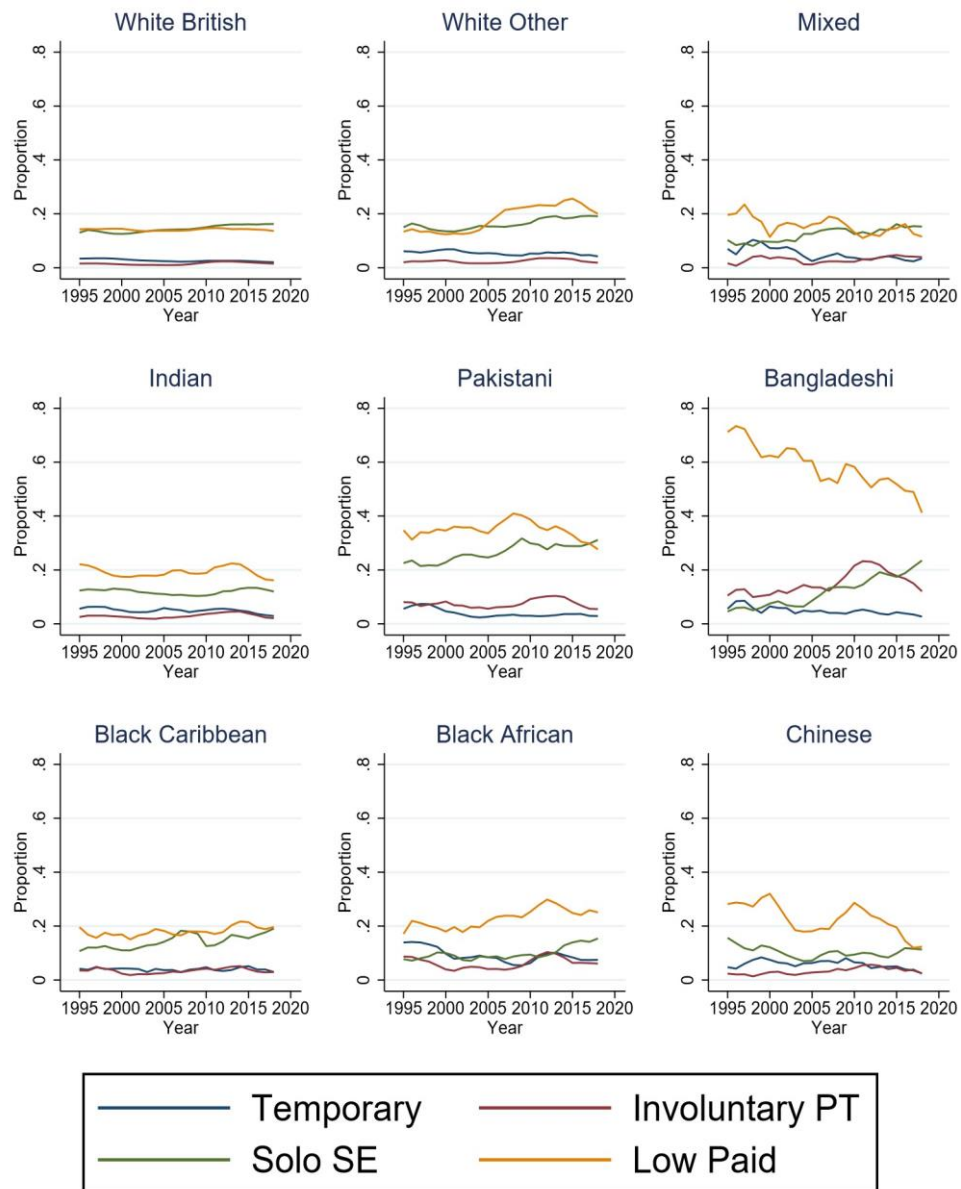 White British
White Other
Mixed
Proportion
0 .2 .4 .6 .8
1995 2000 2005 2010 2015 2020
Year
Proportion
0 .2 .4 .6 .8
1995 2000 2005 2010 2015 2020
Year
Proportion
0 .2 .4 .6 .8
1995 2000 2005 2010 2015 2020
Year
Indian
Pakistani
Bangladeshi
Proportion
0 .2 .4 .6 .8
1995 2000 2005 2010 2015 2020
Year
Proportion
0 .2 .4 .6 .8
1995 2000 2005 2010 2015 2020
Year
Proportion
0 .2 .4 .6 .8
1995 2000 2005 2010 2015 2020
Year
Black Caribbean
Black African
Chinese
Proportion
0 .2 .4 .6 .8
1995 2000 2005 2010 2015 2020
Year
Proportion
0 .2 .4 .6 .8
1995 2000 2005 2010 2015 2020
Year
Proportion
0 .2 .4 .6 .8
1995 2000 2005 2010 2015 2020
Year
Temporary
Involuntary PT
Solo SE
Low Paid